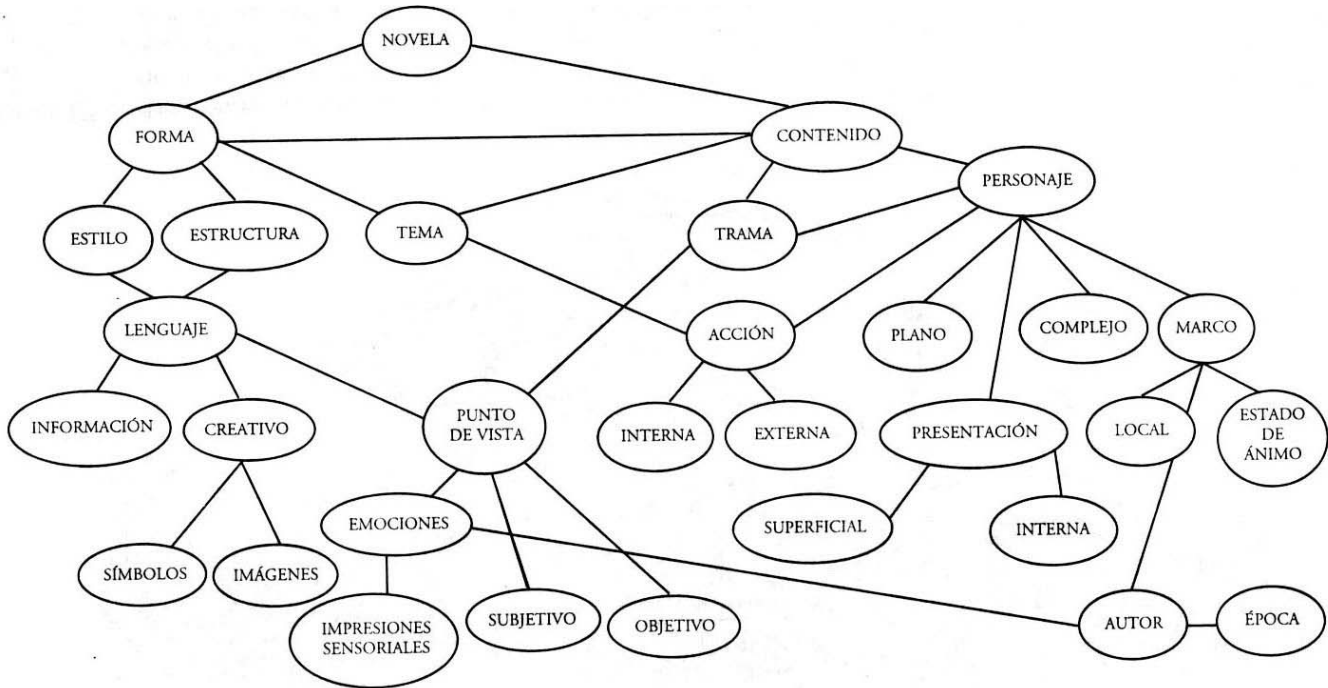 NOVELA
FORMA
CONTENIDO
PERSONAJE
ESTILO
ESTRUCTURA
TEMA
TRAMA
LENGUAJE
ACCIÓN
PLANO
COMPLEJO
MARCO
INFORMACIÓN
CREATIVO
PUNTO
DE VISTA
INTERNA
EXTERNA
PRESENTACIÓN
LOCAL
ESTADO
DE
ÁNIMO
EMOCIONES
SUPERFICIAL
INTERNA
SÍMBOLOS
IMÁGENES
IMPRESIONES
SENSORIALES
SUBJETIVO
OBJETIVO
AUTOR
ÉPOCA